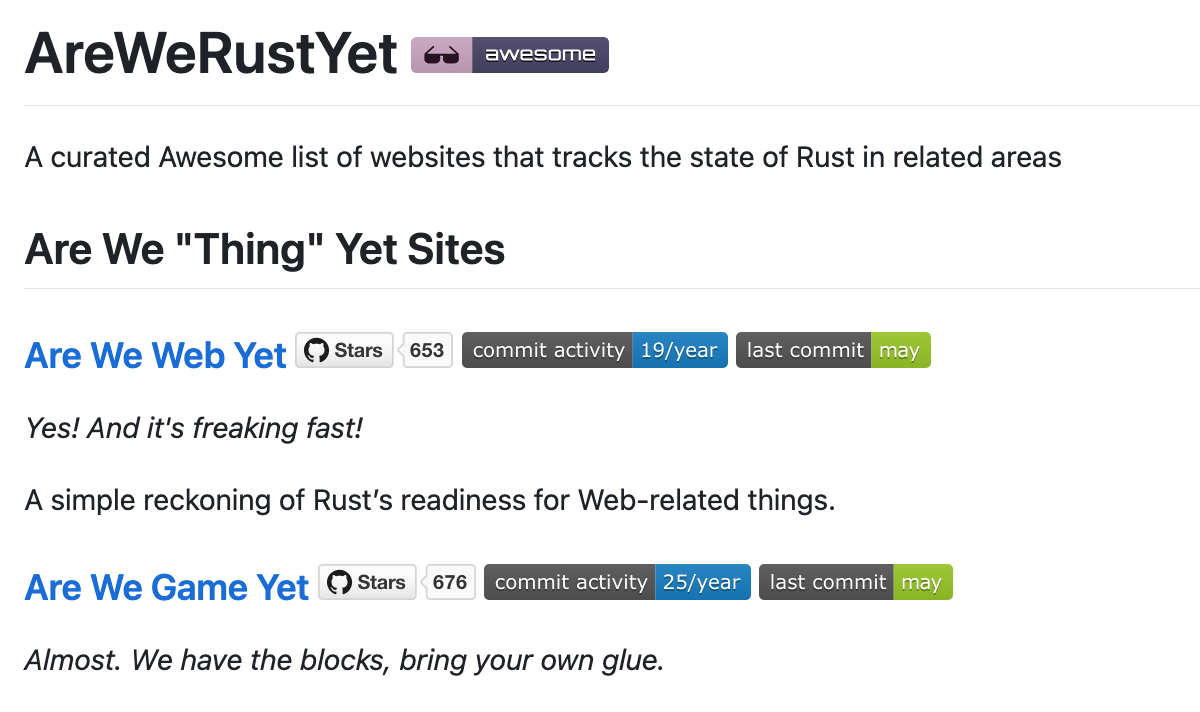 AreWeRustYet awesome
A curated Awesome list of websites that tracks the state of Rust in related areas
Are We "Thing" Yet Sites
Are We Web Yet Stars 653 commit activity 19/year last commit may
Yes! And it's freaking fast!
A simple reckoning of Rust’s readiness for Web-related things.
Are We Game Yet Stars 676 commit activity 25/year last commit may
Almost. We have the blocks, bring your own glue.